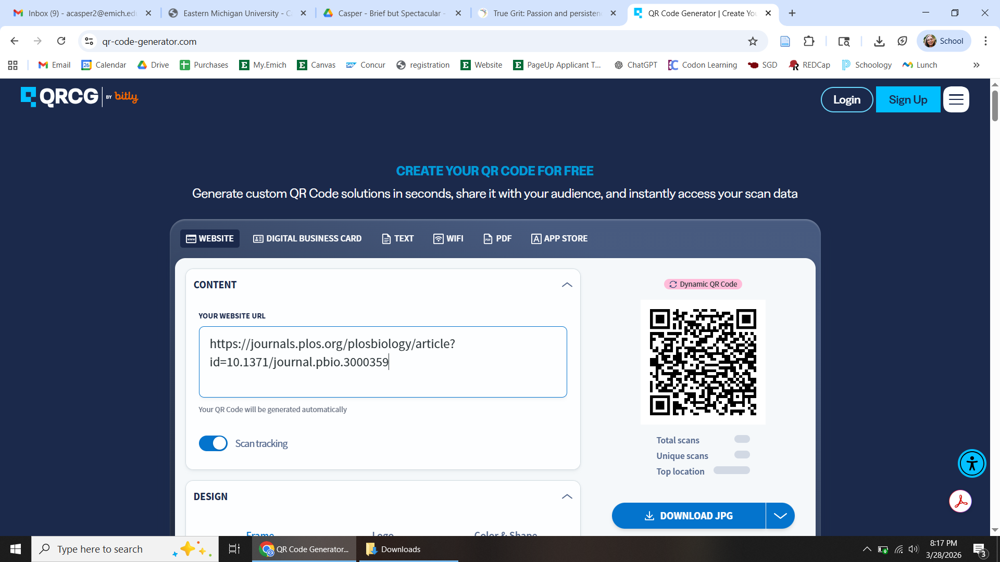 Inbox (9) - acasper2@emich.ed
Eastern Michigan University - C
Casper - Brief but Spectacular -
True Grit: Passion and persisten
QR Code Generator | Create Yo
qr-code-generator.com
School
Email
Calendar
Drive
Purchases
My.Emich
Canvas
Concur
registration
Website
PageUp Applicant T...
ChatGPT
Codon Learning
SGD
REDCap
Schoology
Lunch
QRCG BY bitly
Login
Sign Up
CREATE YOUR QR CODE FOR FREE
Generate custom QR Code solutions in seconds, share it with your audience, and instantly access your scan data
WEBSITE
DIGITAL BUSINESS CARD
TEXT
WIFI
PDF
APP STORE
CONTENT
Dynamic QR Code
YOUR WEBSITE URL
https://journals.plos.org/plosbiology/article?
id=10.1371/journal.pbio.3000359
Your QR Code will be generated automatically
Scan tracking
Total scans
Unique scans
Top location
DESIGN
DOWNLOAD JPG
Frame
Logo
Color & Shape
Type here to search
QR Code Generator...
Downloads
8:17 PM
3/28/2026
3